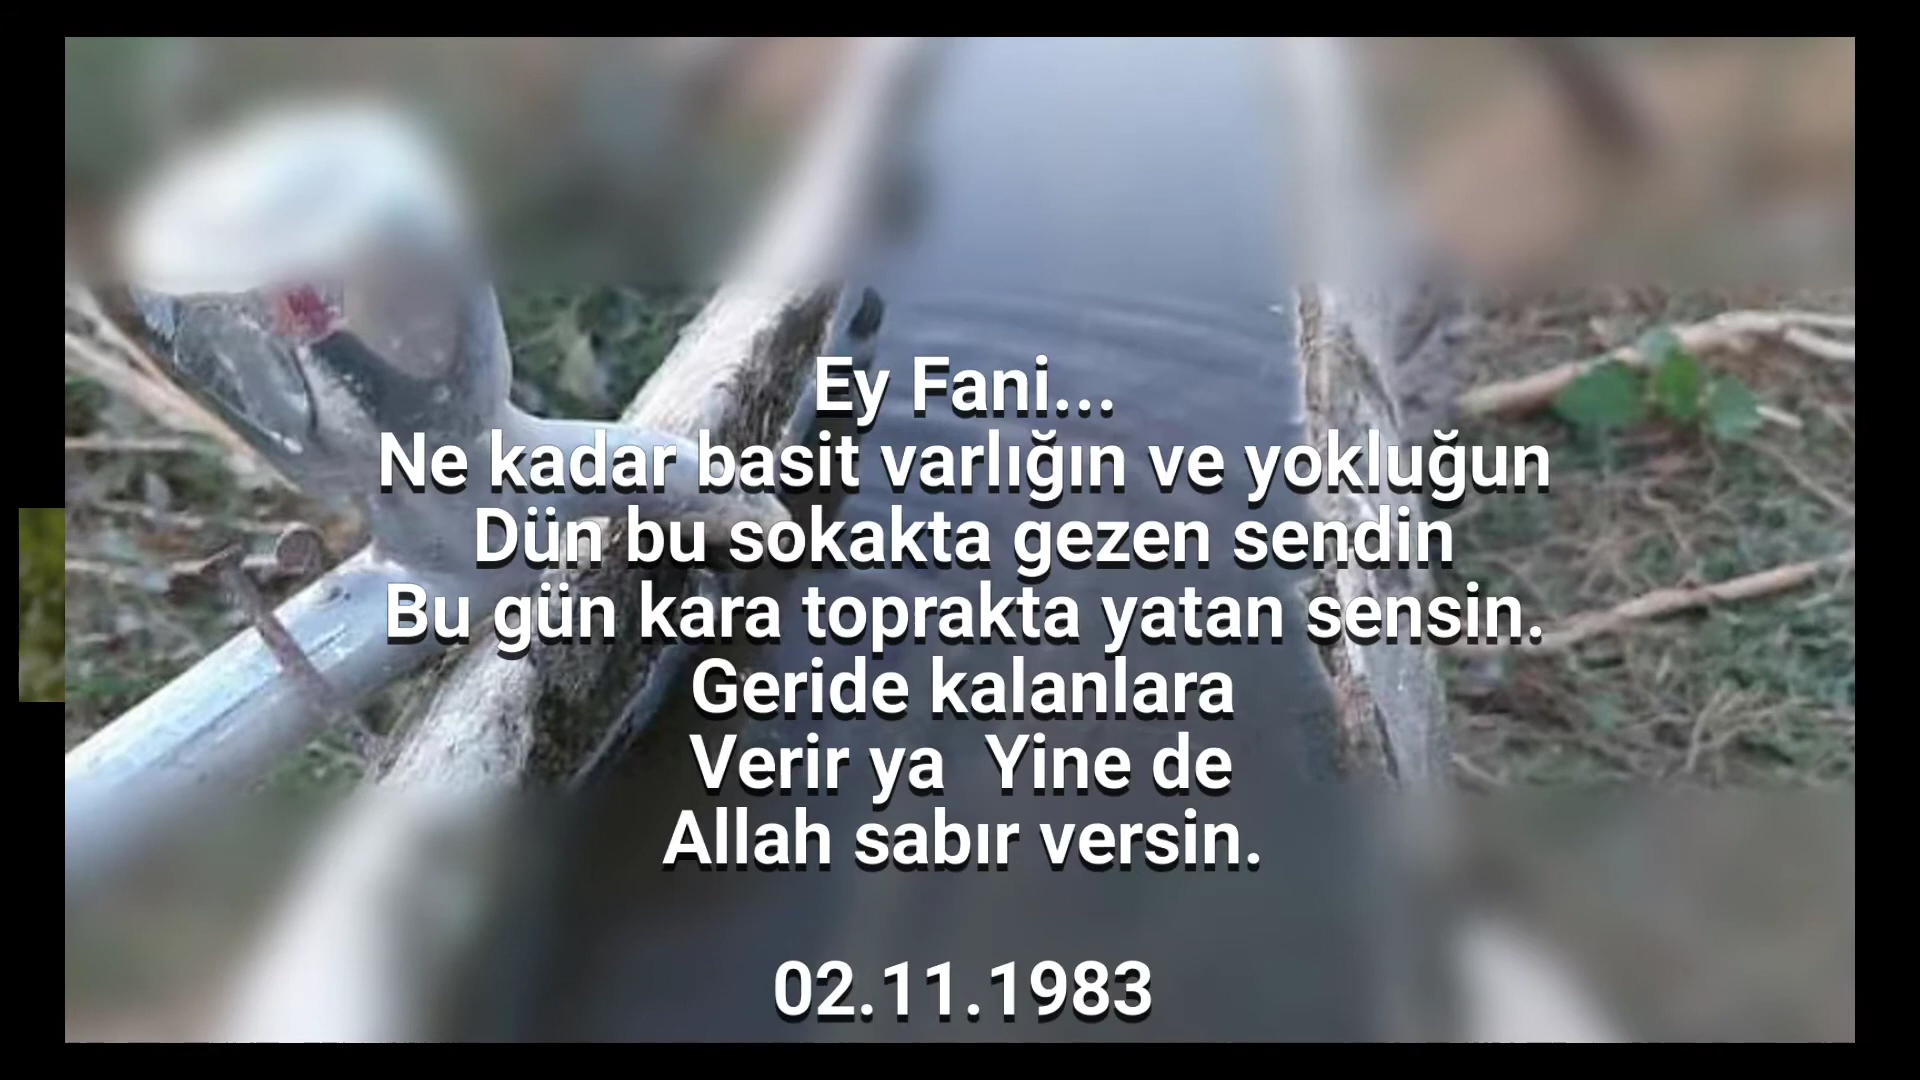 Ey Fani...
Ne kadar basit varlığın ve yokluğun
Dün bu sokakta gezen sendin
Bu gün kara toprakta yatan sensin.
Geride kalanlara
Verir ya Yine de
Allah sabır versin.
02.11.1983